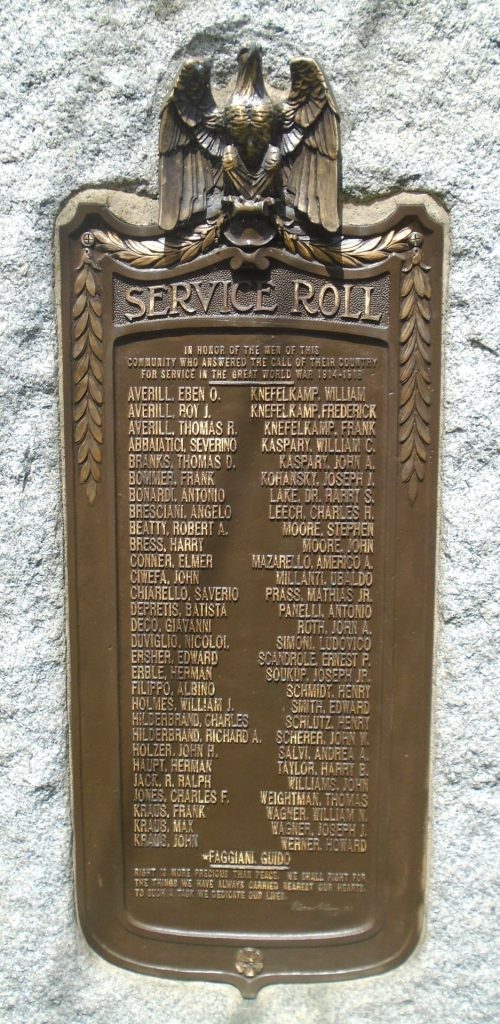 SERVICE ROLL
IN HONOR OF THE MEN OF THIS
COMMUNITY WHO ANSWERED THE CALL OF THEIR COUNTRY
FOR SERVICE IN THE GREAT WORLD WAR 1914-1918
AVERILL, EBEN O. KNEFELKAMP, WILLIAM
AVERILL, ROY J. KNEFELKAMP, FREDERICK
AVERILL, THOMAS R. KNEFELKAMP, FRANK
ABBAIATICI, SEVERINO KASPARY, WILLIAM C.
BRANKS, THOMAS D. KASPARY, JOHN A.
BOMMER, FRANK KOHANSKY, JOSEPH J.
BONARDI, ANTONIO LAKE, DR. HARRY S.
BRESCIANI, ANGELO LEECH, CHARLES H.
BEATTY, ROBERT A. MOORE, STEPHEN
BRESS, HARRY MOORE, JOHN
CONNER, ELMER MAZARELLO, AMERICO A.
CIWEFA, JOHN MILLANTI, UBALDO
CHIARELLO, SAVERIO PRASS, MATHIAS JR.
DEPRETIS, BATISTA PANELLI, ANTONIO
DECO, GIAVANNI ROTH, JOHN A.
DUVIGLIO, NICOLOI. SIMONI, LUDOVICO
ERSHER, EDWARD SCANDROLE, ERNEST P.
ERBLE, HERMAN SOUKUP, JOSEPH JR.
FILIPPO, ALBINO SCHMIDT, HENRY
HOLMES, WILLIAM J. SMITH, EDWARD
HILDERBRAND, CHARLES SCHLUTZ, HENRY
HILDERBRAND, RICHARD A. SCHERER, JOHN W.
HOLZER, JOHN H. SALVI, ANDREA A.
HAUPT, HERMAN TAYLOR, HARRY B.
JACK, R. RALPH WILLIAMS, JOHN
JONES, CHARLES F. WEIGHTMAN, THOMAS
KRAUS, FRANK WAGNER, WILLIAM N.
KRAUS, MAX WAGNER, JOSEPH J.
KRAUS, JOHN WERNER, HOWARD
*FAGGIANI, GUIDO
RIGHT IS MORE PRECIOUS THAN PEACE. WE SHALL FIGHT FOR
THE THINGS WE HAVE ALWAYS CARRIED NEAREST OUR HEARTS.
TO SUCH A TASK WE DEDICATE OUR LIVES.